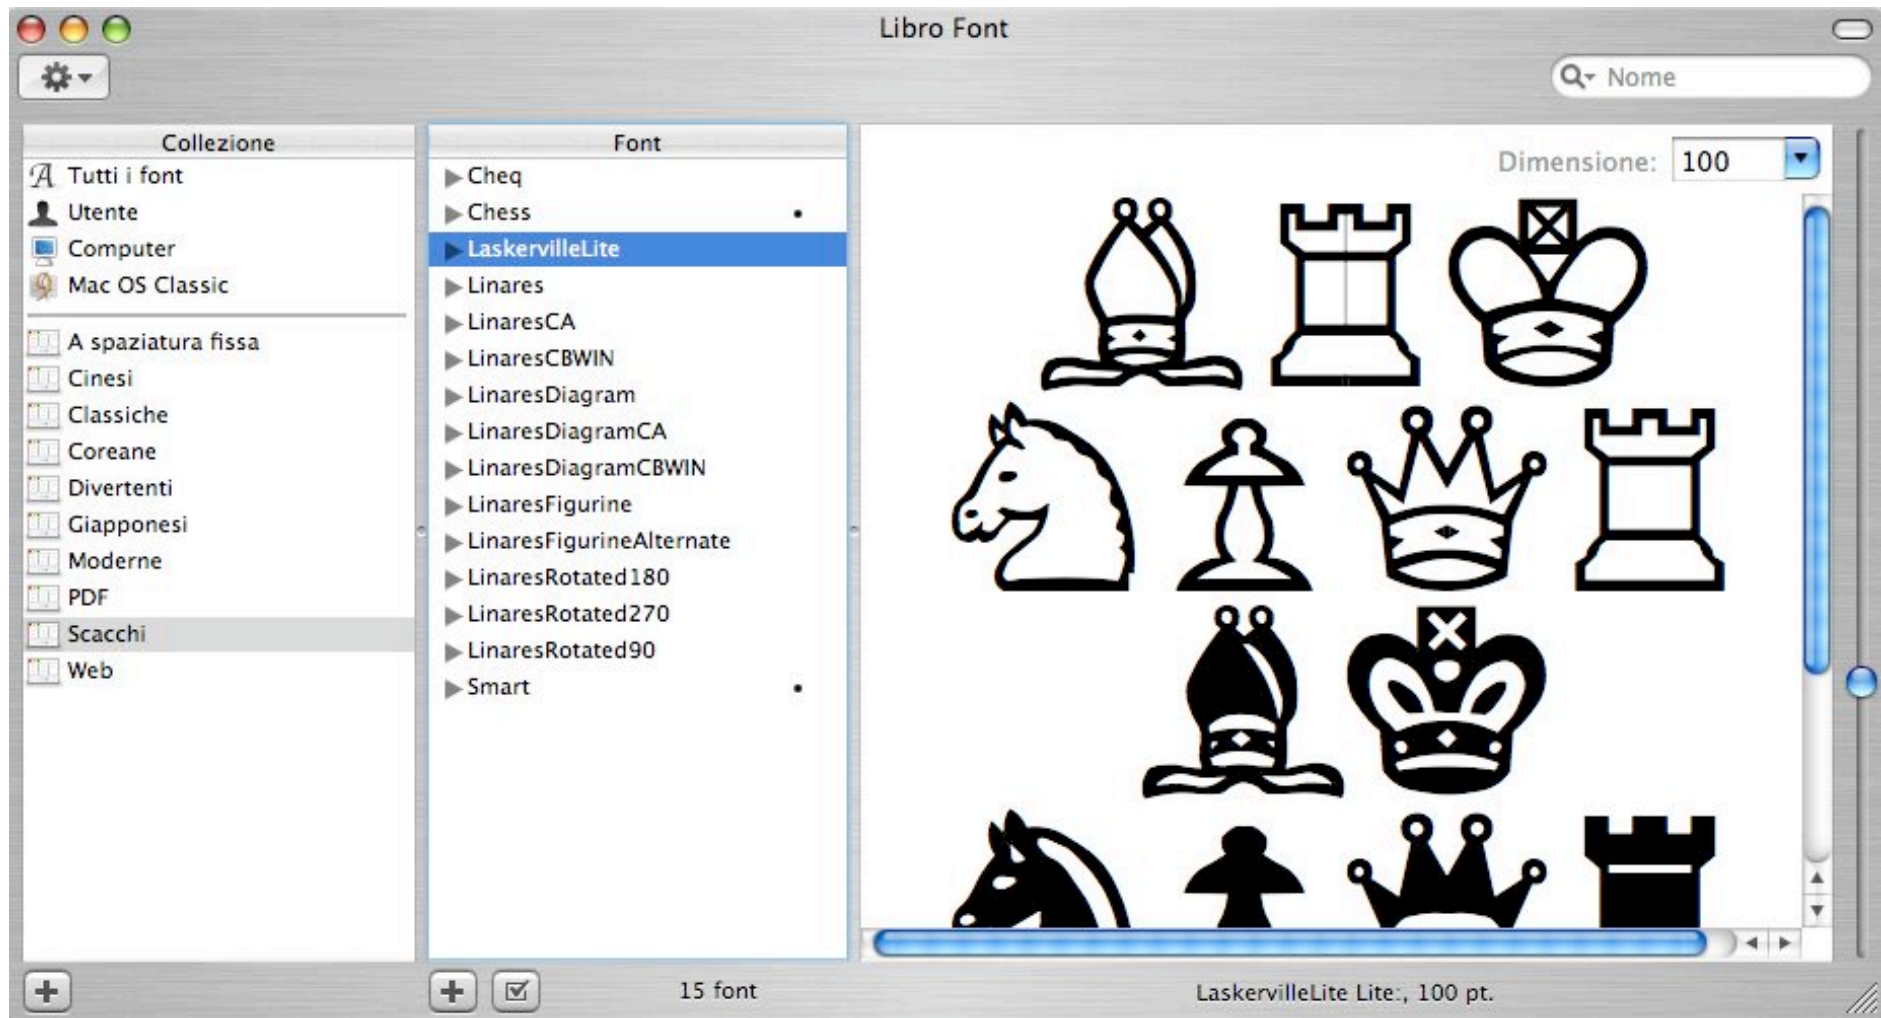 Libro Font
Nome
Collezione
Tutti i font
Utente
Computer
Mac OS Classic
A spaziatura fissa
Cinesi
Classiche
Coreane
Divertenti
Giapponesi
Moderne
PDF
Scacchi
Web
Font
Cheq
Chess
LaskervilleLite
Linares
LinaresCA
LinaresCBWIN
LinaresDiagram
LinaresDiagramCA
LinaresDiagramCBWIN
LinaresFigurine
LinaresFigurineAlternate
LinaresRotated180
LinaresRotated270
LinaresRotated90
Smart
Dimensione: 100
15 font
LaskervilleLite Lite:, 100 pt.